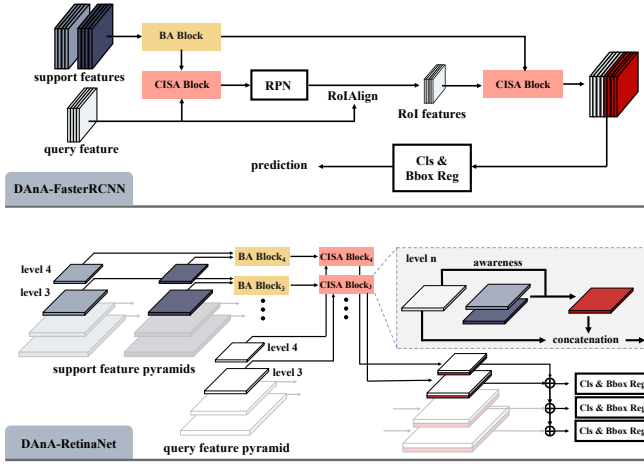 BA Block
support features
CISA Block
RPN
CISA Block
RoIAlign
RoI features
query feature
prediction
Cls &
Bbox Reg
DAnA-FasterRCNN
level 4
BA Block4
CISA Block4
level n
awareness
level 3
BA Block3
CISA Block3
level 4
concatenation
support feature pyramids
level 3
Cls & Bbox Reg
Cls & Bbox Reg
Cls & Bbox Reg
DAnA-RetinaNet
query feature pyramid